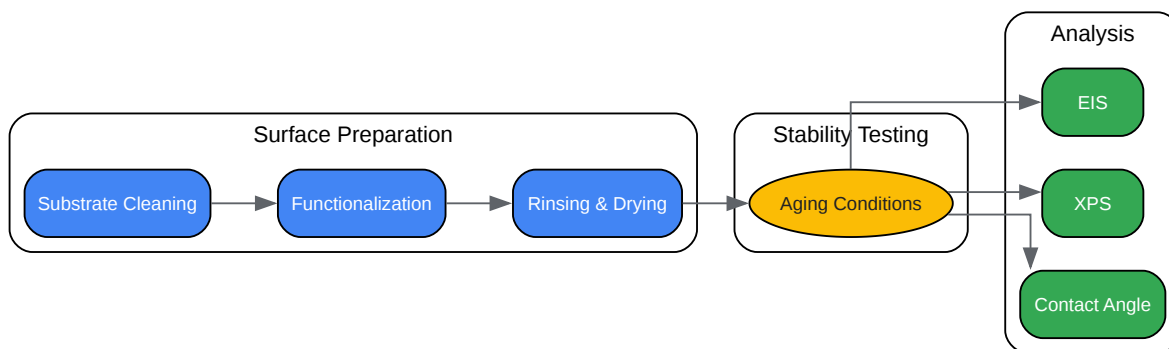 Analysis
EIS
Surface Preparation
Stability Testing
Substrate Cleaning
Functionalization
Rinsing & Drying
Aging Conditions
XPS
Contact Angle